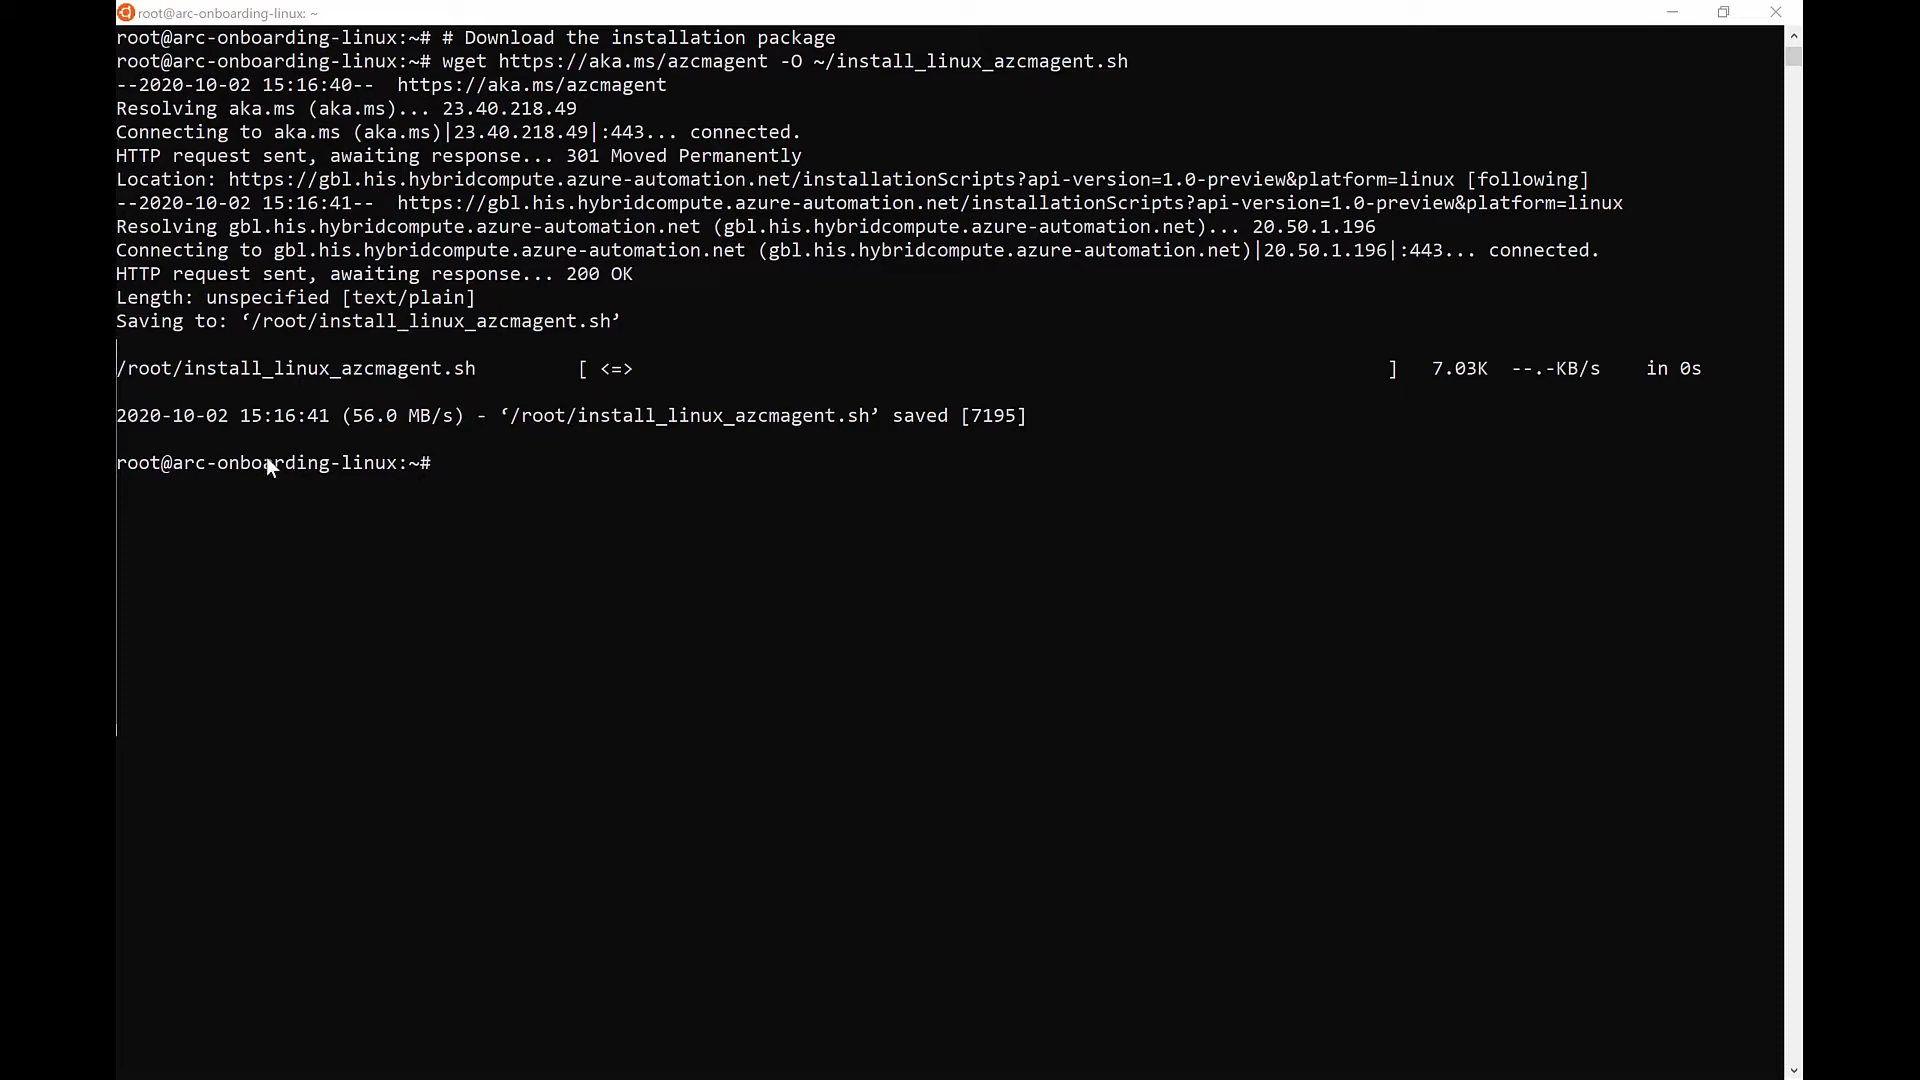 root@arc-onboarding-linux: ~
root@arc-onboarding-linux:~# # Download the installation package
root@arc-onboarding-linux:~# wget https://aka.ms/azcmagent -O ~/install_linux_azcmagent.sh
--2020-10-02 15:16:40--  https://aka.ms/azcmagent
Resolving aka.ms (aka.ms)... 23.40.218.49
Connecting to aka.ms (aka.ms)|23.40.218.49|:443... connected.
HTTP request sent, awaiting response... 301 Moved Permanently
Location: https://gbl.his.hybridcompute.azure-automation.net/installationScripts?api-version=1.0-preview&platform=linux [following]
--2020-10-02 15:16:41--  https://gbl.his.hybridcompute.azure-automation.net/installationScripts?api-version=1.0-preview&platform=linux
Resolving gbl.his.hybridcompute.azure-automation.net (gbl.his.hybridcompute.azure-automation.net)... 20.50.1.196
Connecting to gbl.his.hybridcompute.azure-automation.net (gbl.his.hybridcompute.azure-automation.net)|20.50.1.196|:443... connected.
HTTP request sent, awaiting response... 200 OK
Length: unspecified [text/plain]
Saving to: ‘/root/install_linux_azcmagent.sh’
/root/install_linux_azcmagent.sh         [ <=>                                                                    ]   7.03K  --.-KB/s    in 0s
2020-10-02 15:16:41 (56.0 MB/s) - ‘/root/install_linux_azcmagent.sh’ saved [7195]
root@arc-onboarding-linux:~#